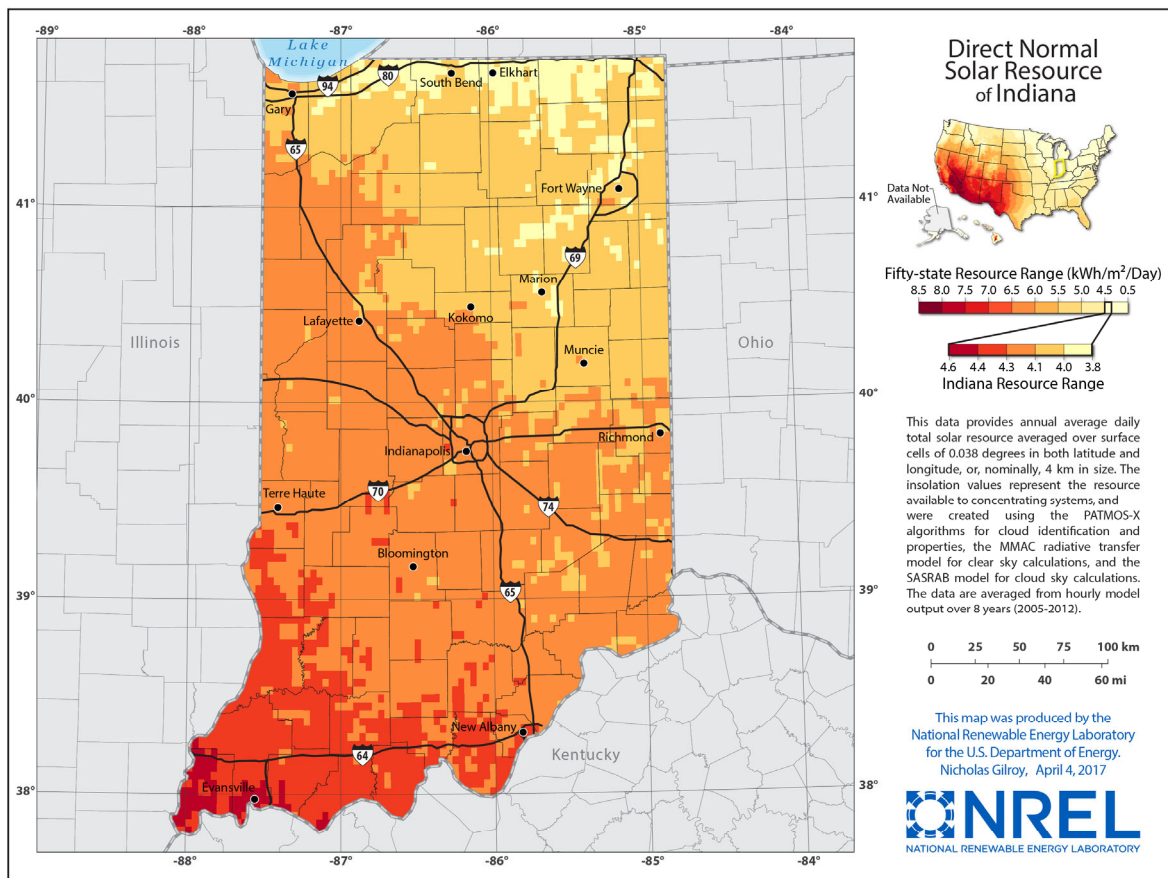 -89°
-88°
-87°
-86°
-85°
-84°
Lake
Michigan
94
80
South Bend
Elkhart
Gary
65
Fort Wayne
41°
41°
69
Marion
Lafayette
Kokomo
Illinois
Muncie
Ohio
40°
40°
Indianapolis
Richmond
70
Terre Haute
74
Bloomington
65
39°
39°
New Albany
64
Kentucky
Evansville
38°
38°
-88°
-87°
-86°
-85°
-84°
Direct Normal
Solar Resource
of Indiana
Data Not
Available
Fifty-state Resource Range (kWh/m²/Day)
8.5 8.0 7.5 7.0 6.5 6.0 5.5 5.0 4.5 4.0 0.5
4.6 4.4 4.3 4.1 4.0 3.8
Indiana Resource Range
This data provides annual average daily
total solar resource averaged over surface
cells of 0.038 degrees in both latitude and
longitude, or, nominally, 4 km in size. The
insolation values represent the resource
available to concentrating systems, and
were created using the PATMOS-X
algorithms for cloud identification and
properties, the MMAC radiative transfer
model for clear sky calculations, and the
SASRAB model for cloud sky calculations.
The data are averaged from hourly model
output over 8 years (2005-2012).
0 25 50 75 100 km
0 20 40 60 mi
This map was produced by the
National Renewable Energy Laboratory
for the U.S. Department of Energy.
Nicholas Gilroy, April 4, 2017
NREL
NATIONAL RENEWABLE ENERGY LABORATORY